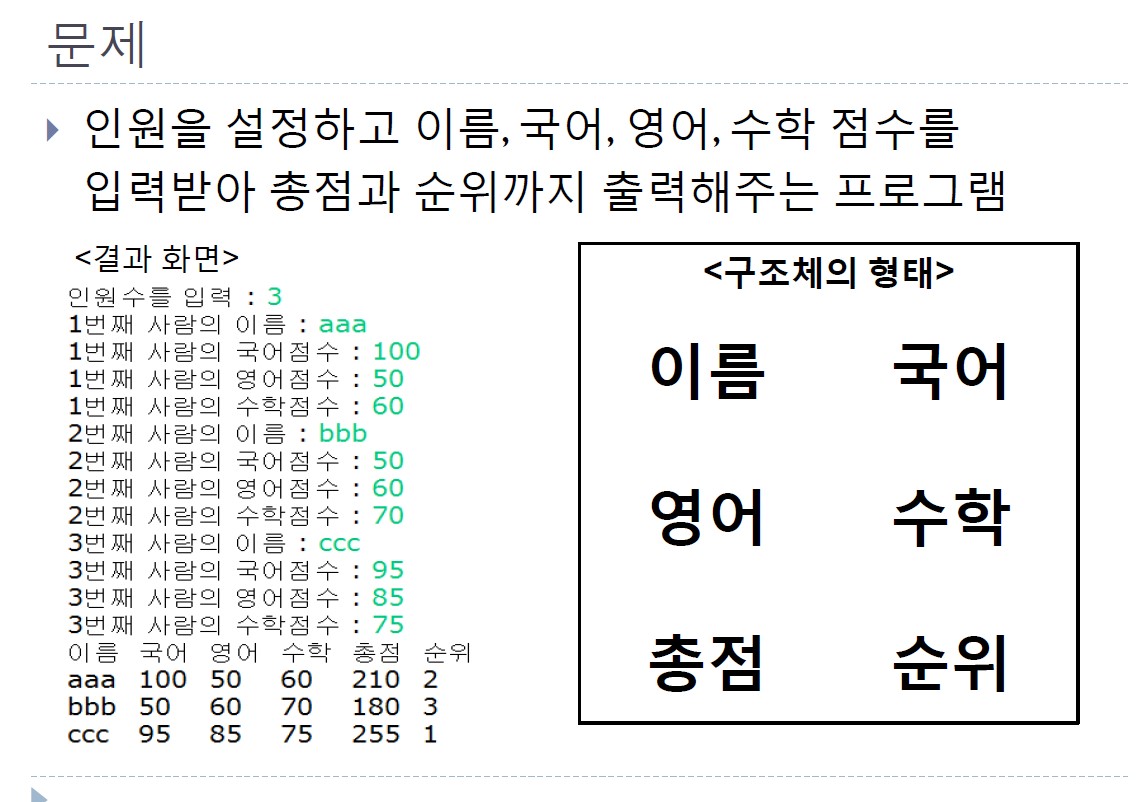 문제
인원을 설정하고 이름, 국어, 영어, 수학 점수를
입력받아 총점과 순위까지 출력해주는 프로그램
<결과 화면>
인원수를 입력 : 3
1번째 사람의 이름 : aaa
1번째 사람의 국어점수 : 100
1번째 사람의 영어점수 : 50
1번째 사람의 수학점수 : 60
2번째 사람의 이름 : bbb
2번째 사람의 국어점수 : 50
2번째 사람의 영어점수 : 60
2번째 사람의 수학점수 : 70
3번째 사람의 이름 : ccc
3번째 사람의 국어점수 : 95
3번째 사람의 영어점수 : 85
3번째 사람의 수학점수 : 75
이름 국어 영어 수학 총점 순위
aaa 100 50 60 210 2
bbb 50 60 70 180 3
ccc 95 85 75 255 1
<구조체의 형태>
이름 국어
영어 수학
총점 순위